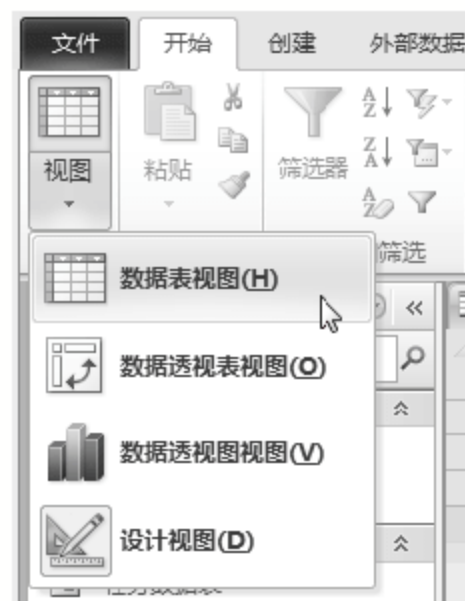 文件 开始 创建 外部数据
视图 粘贴 筛选器
筛选
数据表视图(H)
数据透视表视图(O)
数据透视图视图(V)
设计视图(D)